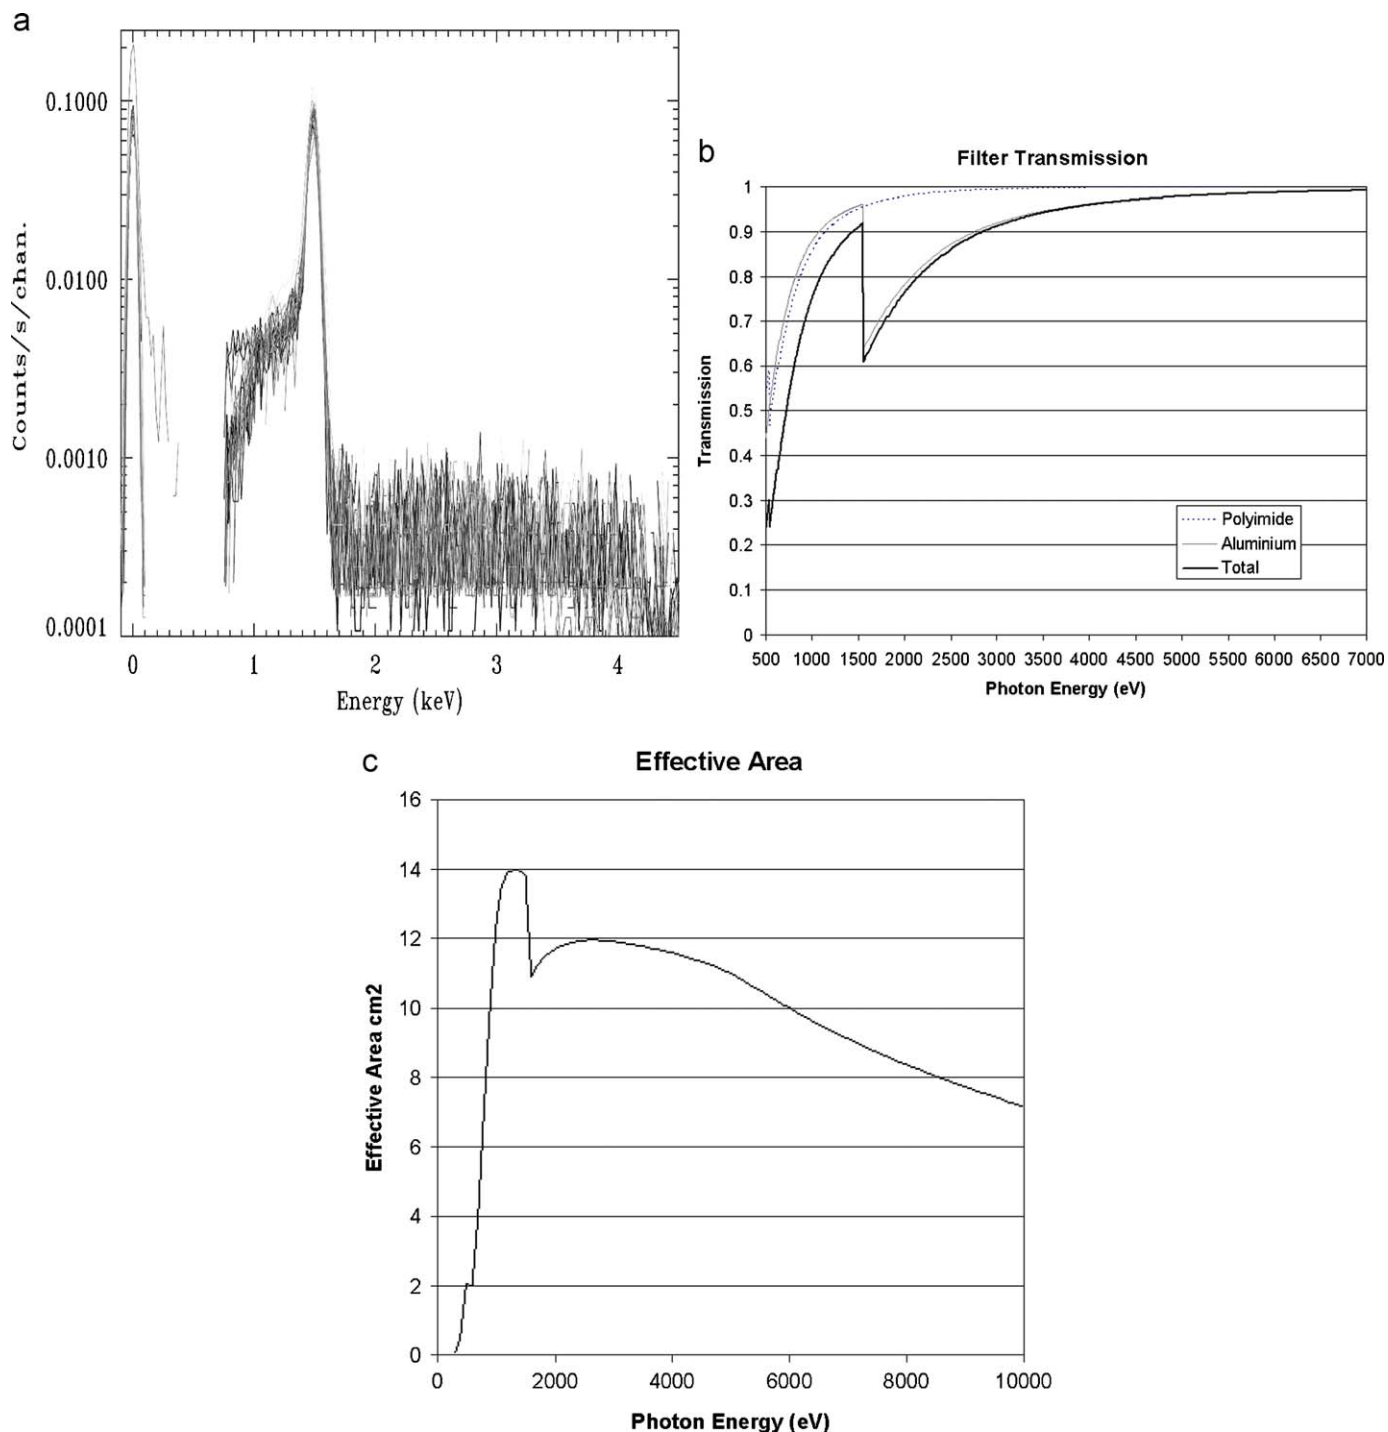 a
0.1000
0.0100
0.0010
0.0001
Counts/s/chan.
0 1 2 3 4
Energy (keV)
b
Filter Transmission
1
0.9
0.8
0.7
0.6
0.5
0.4
0.3
0.2
0.1
0
Transmission
Polyimide
Aluminium
Total
500 1000 1500 2000 2500 3000 3500 4000 4500 5000 5500 6000 6500 7000
Photon Energy (eV)
c
Effective Area
16
14
12
10
8
6
4
2
0
Effective Area cm2
0 2000 4000 6000 8000 10000
Photon Energy (eV)